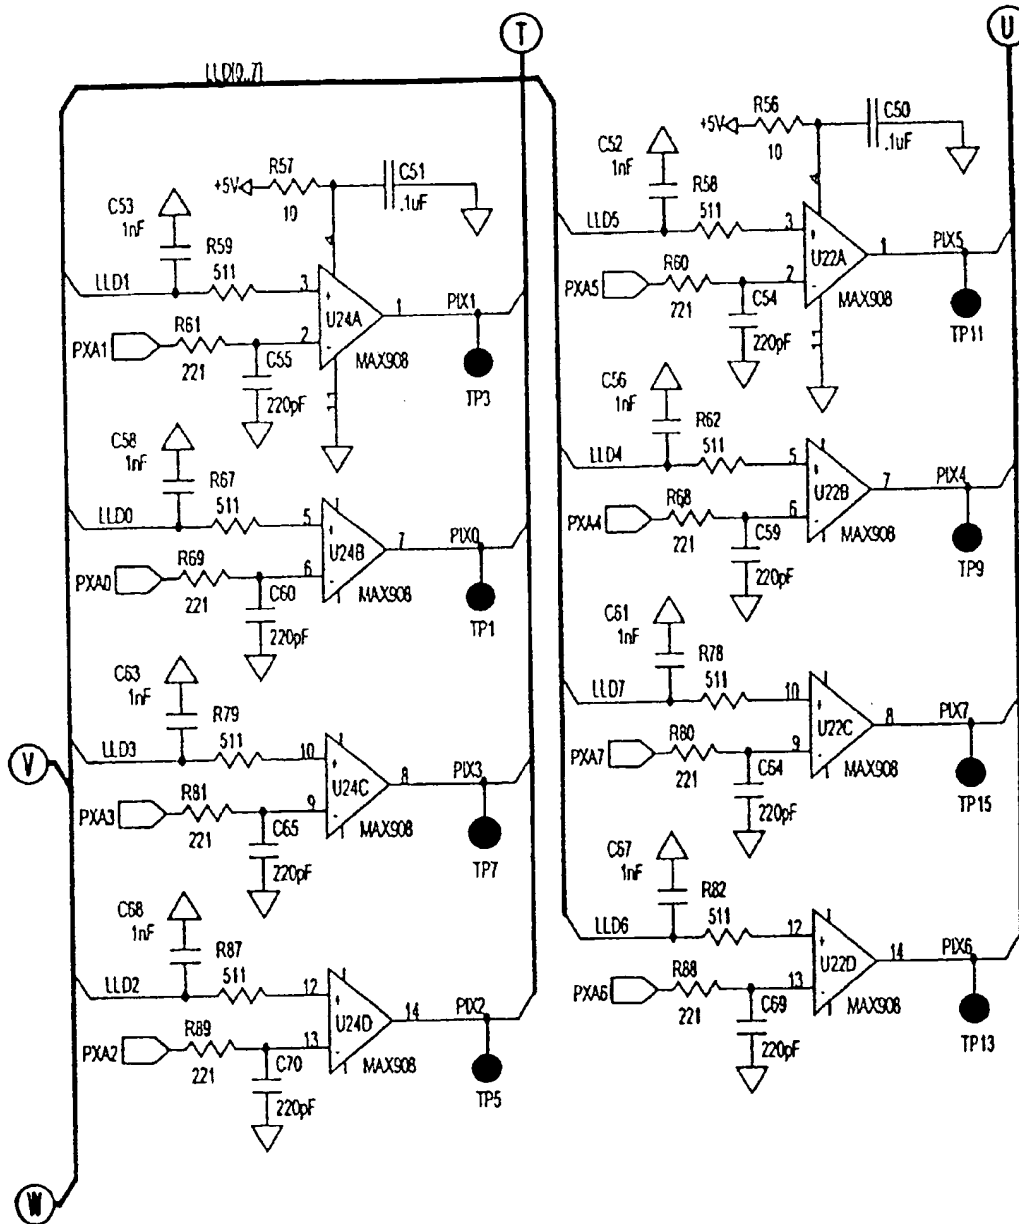 T
U
LLD(0..7)
+5V
R56
10
C50
.1uF
C52
1nF
R58
511
LLD5
3
4
U22A
1
PIX5
PXA5
R60
221
2
C54
220pF
MAX908
11
TP11
+5V
R57
10
C51
.1uF
C53
1nF
R59
511
LLD1
3
4
U24A
1
PIX1
PXA1
R61
221
2
C55
220pF
MAX908
11
TP3
C56
1nF
R62
511
LLD4
5
U22B
7
PIX4
PXA4
R68
221
6
C59
220pF
MAX908
TP9
C58
1nF
R67
511
LLD0
5
U24B
7
PIX0
PXA0
R69
221
6
C60
220pF
MAX908
TP1
C61
1nF
R78
511
LLD7
10
U22C
8
PIX7
PXA7
R80
221
9
C64
220pF
MAX908
TP15
C63
1nF
R79
511
LLD3
10
U24C
8
PIX3
V
PXA3
R81
221
9
C65
220pF
MAX908
TP7
C67
1nF
R82
511
LLD6
12
U22D
14
PIX6
PXA6
R88
221
13
C69
220pF
MAX908
TP13
C68
1nF
R87
511
LLD2
12
U24D
14
PIX2
PXA2
R89
221
13
C70
220pF
MAX908
TP5
W